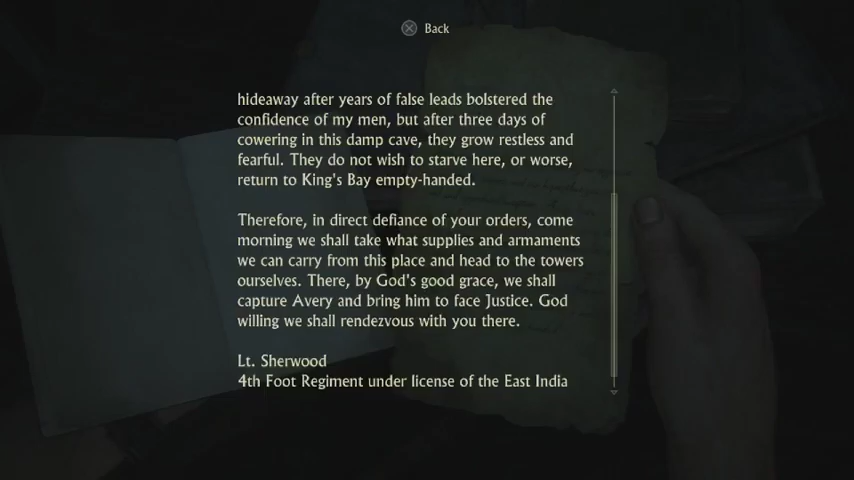 Back
hideaway after years of false leads bolstered the
confidence of my men, but after three days of
cowering in this damp cave, they grow restless and
fearful. They do not wish to starve here, or worse,
return to King's Bay empty-handed.
Therefore, in direct defiance of your orders, come
morning we shall take what supplies and armaments
we can carry from this place and head to the towers
ourselves. There, by God's good grace, we shall
capture Avery and bring him to face Justice. God
willing we shall rendezvous with you there.
Lt. Sherwood
4th Foot Regiment under license of the East India